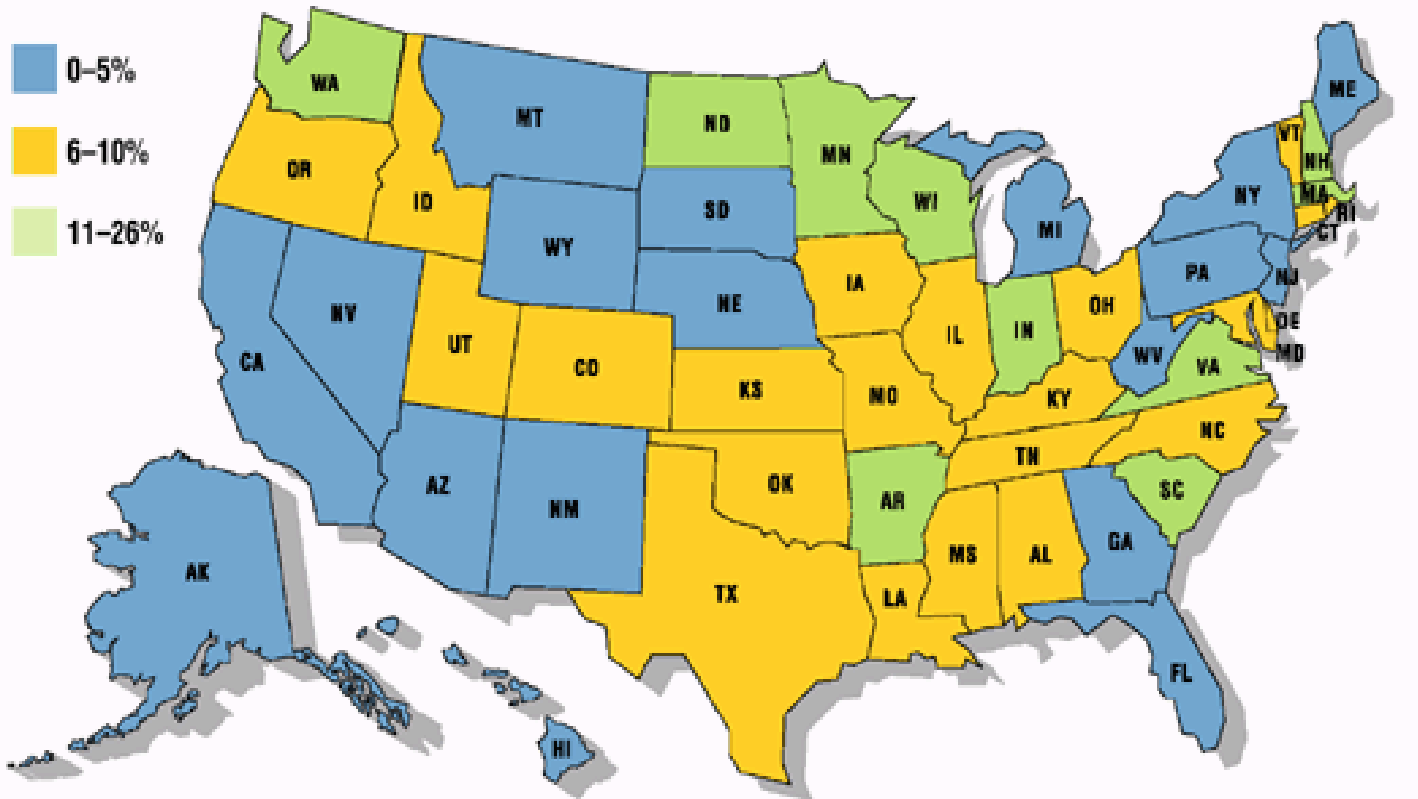 0–5%
6–10%
11–26%
WA
OR
ID
MT
ND
MN
WI
MI
ME
VT
NH
MA
RI
CT
NY
PA
NJ
DE
MD
WV
VA
OH
IN
IL
IA
SD
NE
WY
UT
CO
NV
CA
AZ
NM
KS
MO
KY
NC
TN
OK
AR
SC
MS
AL
GA
TX
LA
FL
AK
HI